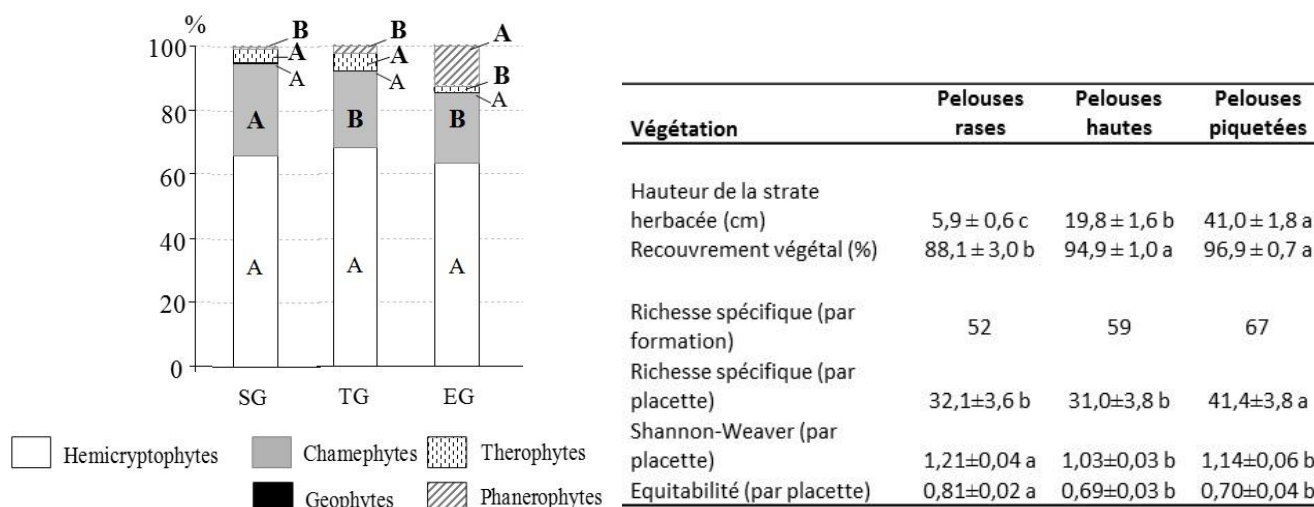 %
100
80
60
40
20
0
B
A
A
A
A
B
A
A
B
A
A
B
A
B
A
SG TG EG
Hemicryptophytes Chamephytes Therophytes
Geophytes Phanerophytes
Végétation Pelouses rases Pelouses hautes Pelouses piquetées
Hauteur de la strate
herbacée (cm) 5,9 ± 0,6 c 19,8 ± 1,6 b 41,0 ± 1,8 a
Recouvrement végétal (%) 88,1 ± 3,0 b 94,9 ± 1,0 a 96,9 ± 0,7 a
Richesse spécifique (par
formation) 52 59 67
Richesse spécifique (par
placette) 32,1±3,6 b 31,0±3,8 b 41,4±3,8 a
Shannon-Weaver (par
placette) 1,21±0,04 a 1,03±0,03 b 1,14±0,06 b
Equitabilité (par placette) 0,81±0,02 a 0,69±0,03 b 0,70±0,04 b